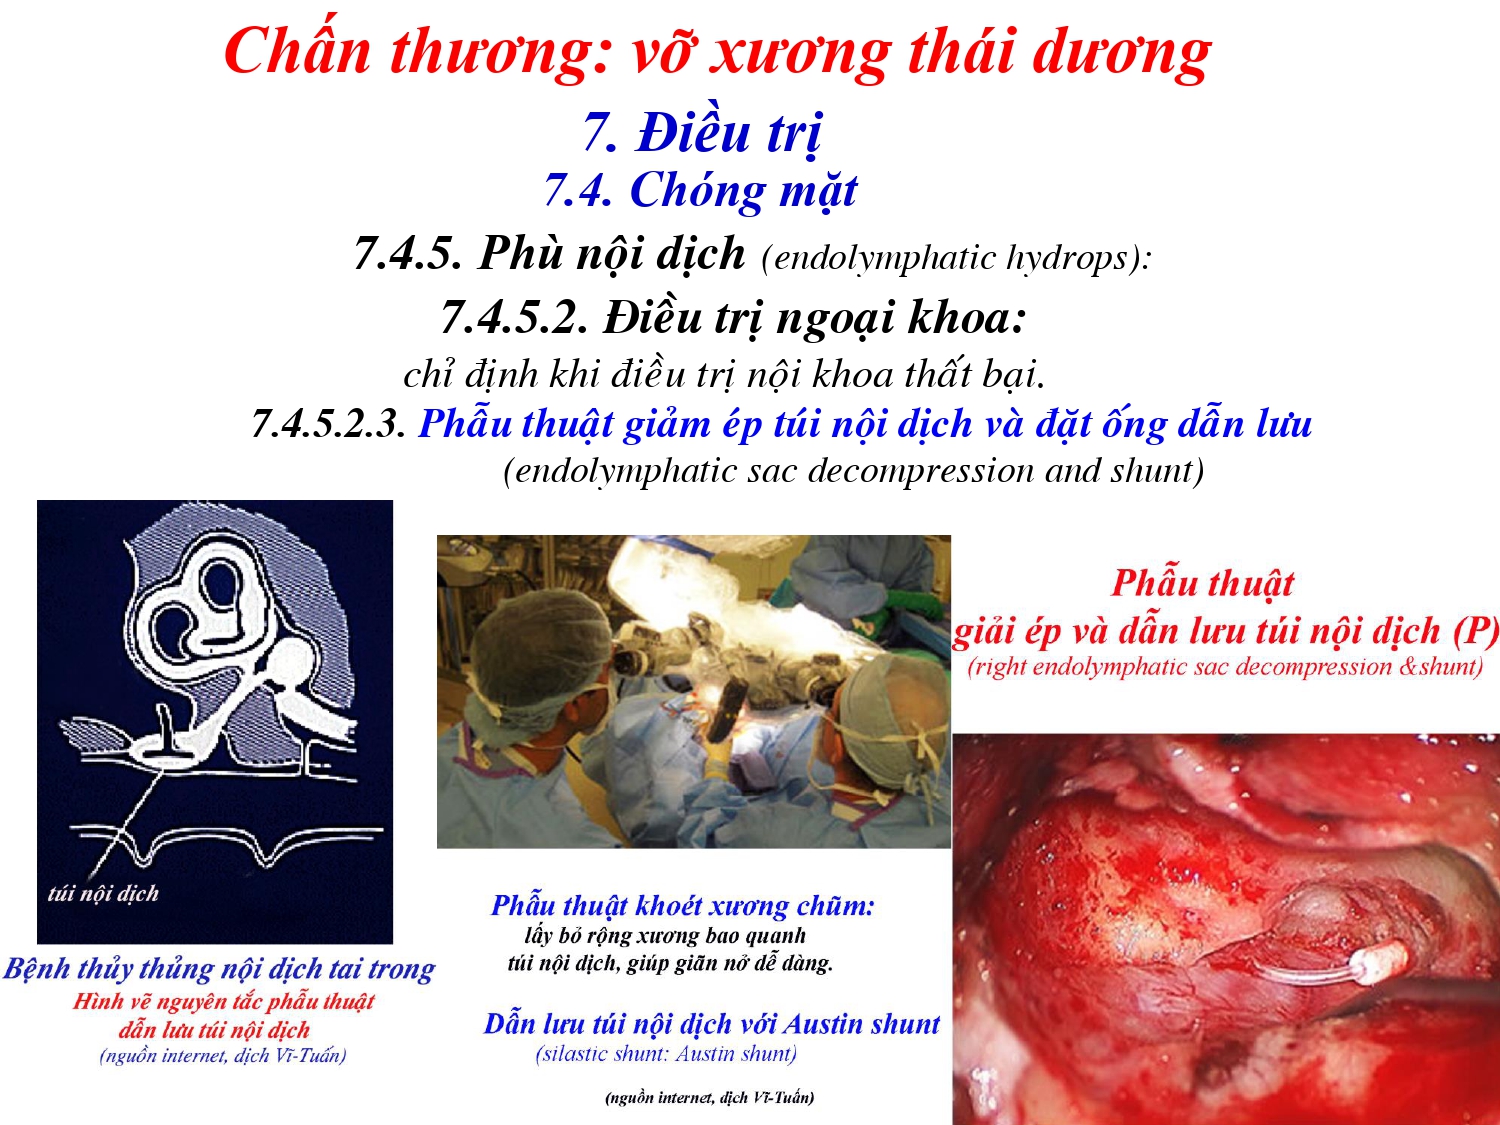 Chấn thương: vỡ xương thái dương
7. Điều trị
7.4. Chóng mặt
7.4.5. Phù nội dịch (endolymphatic hydrops):
7.4.5.2. Điều trị ngoại khoa:
chỉ định khi điều trị nội khoa thất bại.
7.4.5.2.3. Phẫu thuật giảm ép túi nội dịch và đặt ống dẫn lưu
(endolymphatic sac decompression and shunt)
túi nội dịch
Bệnh thủy thủng nội dịch tai trong
Hình vẽ nguyên tắc phẫu thuật
dẫn lưu túi nội dịch
(nguồn internet, dịch Vĩ-Tuấn)
Phẫu thuật khoét xương chũm:
lấy bỏ rộng xương bao quanh
túi nội dịch, giúp giãn nở dễ dàng.
Dẫn lưu túi nội dịch với Austin shunt
(silastic shunt: Austin shunt)
(nguồn internet, dịch Vĩ-Tuấn)
Phẫu thuật
giải ép và dẫn lưu túi nội dịch (P)
(right endolymphatic sac decompression &shunt)